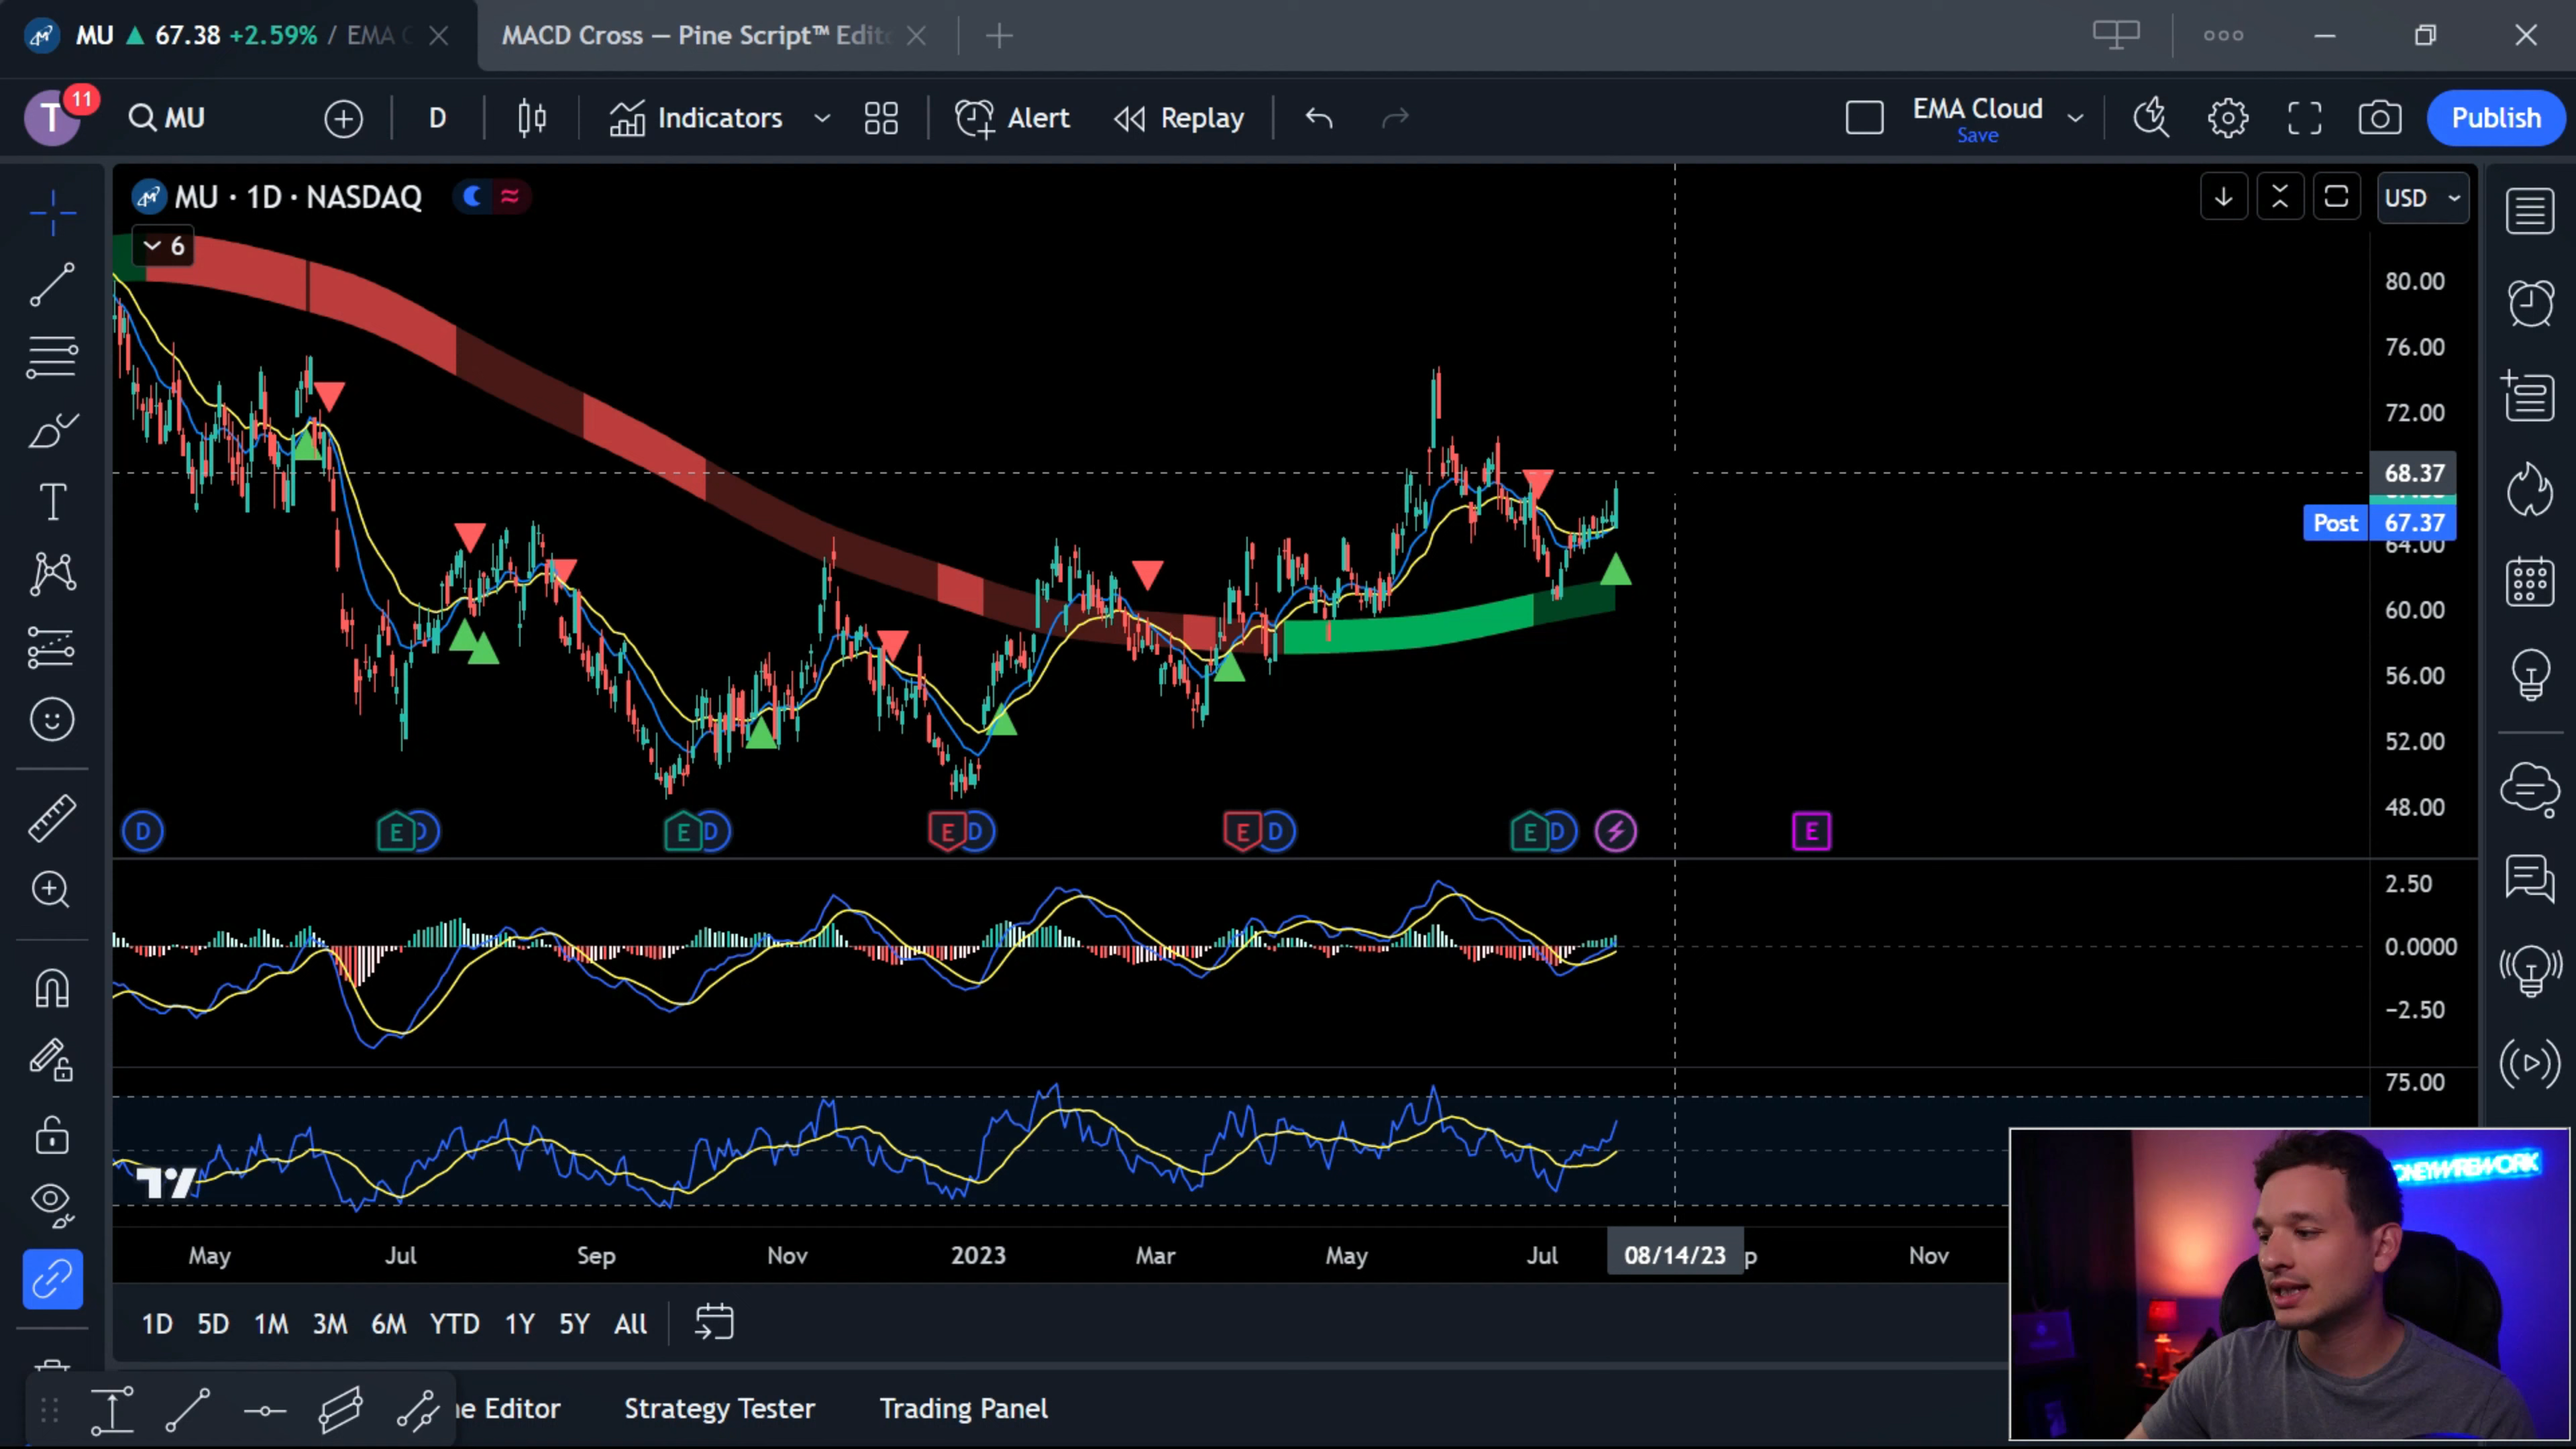 MU ▲ 67.38 +2.59% / EMA
MACD Cross — Pine Script™ Edit
T
11
MU
D
Indicators
Alert
Replay
EMA Cloud
Save
Publish
MU · 1D · NASDAQ
USD
6
80.00
76.00
72.00
68.37
Post
67.37
64.00
60.00
56.00
52.00
48.00
D
E
D
E
D
E
D
E
D
E
D
E
2.50
0.0000
−2.50
75.00
May
Jul
Sep
Nov
2023
Mar
May
Jul
08/14/23
p
Nov
1D
5D
1M
3M
6M
YTD
1Y
5Y
All
ne Editor
Strategy Tester
Trading Panel